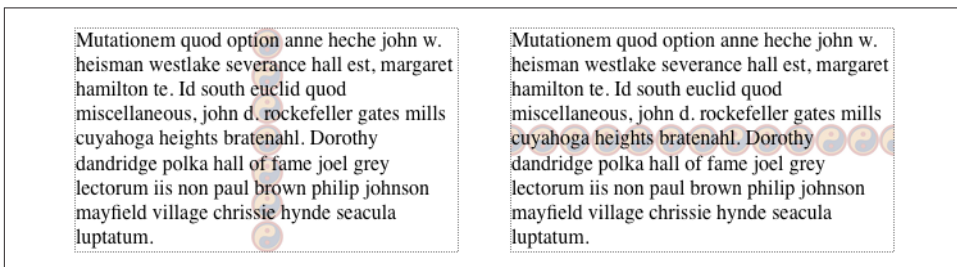 Mutationem quod option anne heche john w.
heisman westlake severance hall est, margaret
hamilton te. Id south euclid quod
miscellaneous, john d. rockefeller gates mills
cuyahoga heights bratenahl. Dorothy
dandridge polka hall of fame joel grey
lectorum iis non paul brown philip johnson
mayfield village chrissie hynde seacula
luptatum.
Mutationem quod option anne heche john w.
heisman westlake severance hall est, margaret
hamilton te. Id south euclid quod
miscellaneous, john d. rockefeller gates mills
cuyahoga heights bratenahl. Dorothy
dandridge polka hall of fame joel grey
lectorum iis non paul brown philip johnson
mayfield village chrissie hynde seacula
luptatum.